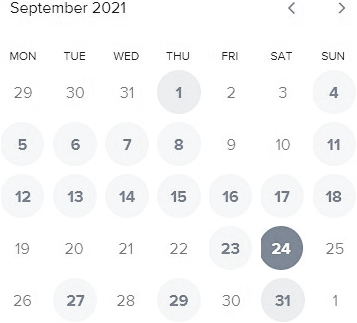 September 2021
MON TUE WED THU FRI SAT SUN
29 30 31 1 2 3 4
5 6 7 8 9 10 11
12 13 14 15 16 17 18
19 20 21 22 23 24 25
26 27 28 29 30 31 1